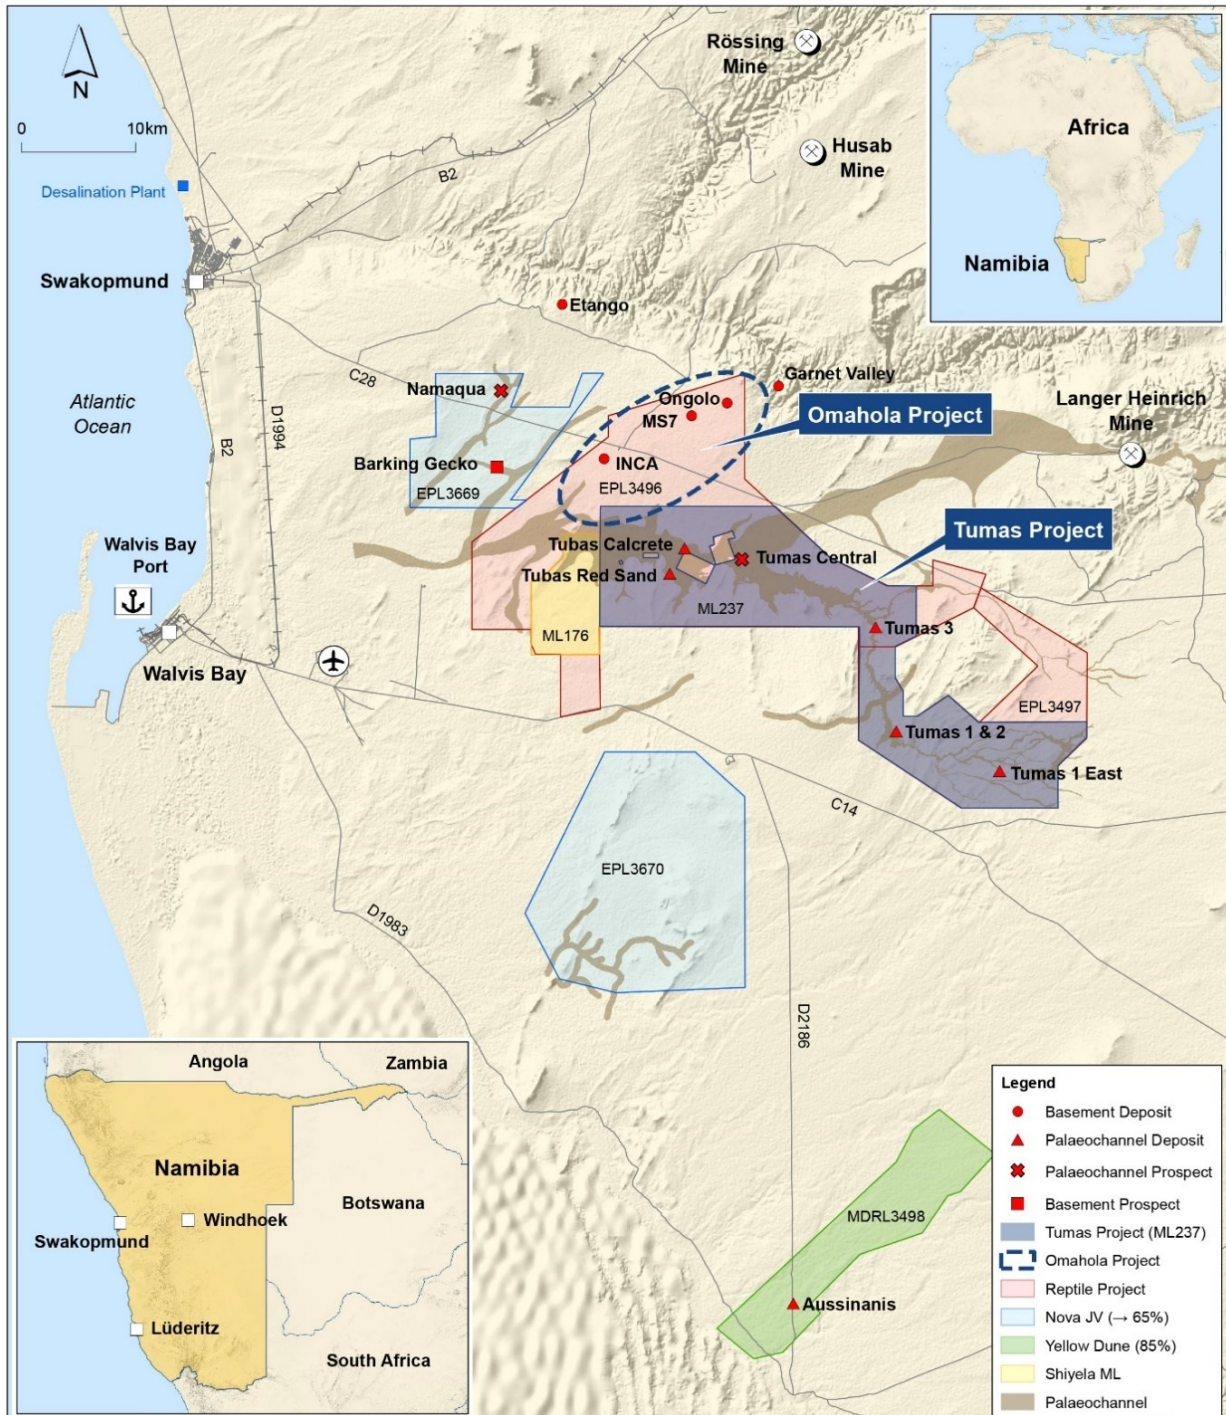 N
0
10km
Desalination Plant
Swakopmund
Atlantic
Ocean
B2
B2
D1994
C28
Rössing
Mine
Husab
Mine
Africa
Namibia
Etango
Namaqua
Barking Gecko
EPL3669
Garnet Valley
Ongolo
MS7
INCA
EPL3496
Omahola Project
Langer Heinrich
Mine
Tumas Project
Walvis Bay
Port
Walvis Bay
Tubas Calcrete
Tubas Red Sand
Tumas Central
ML237
ML176
Tumas 3
EPL3497
Tumas 1 & 2
Tumas 1 East
C14
EPL3670
D1983
D2186
MDRL3498
Aussinanis
Angola
Zambia
Namibia
Botswana
Windhoek
Swakopmund
Lüderitz
South Africa
Legend
Basement Deposit
Palaeochannel Deposit
Palaeochannel Prospect
Basement Prospect
Tumas Project (ML237)
Omahola Project
Reptile Project
Nova JV (→ 65%)
Yellow Dune (85%)
Shiyela ML
Palaeochannel